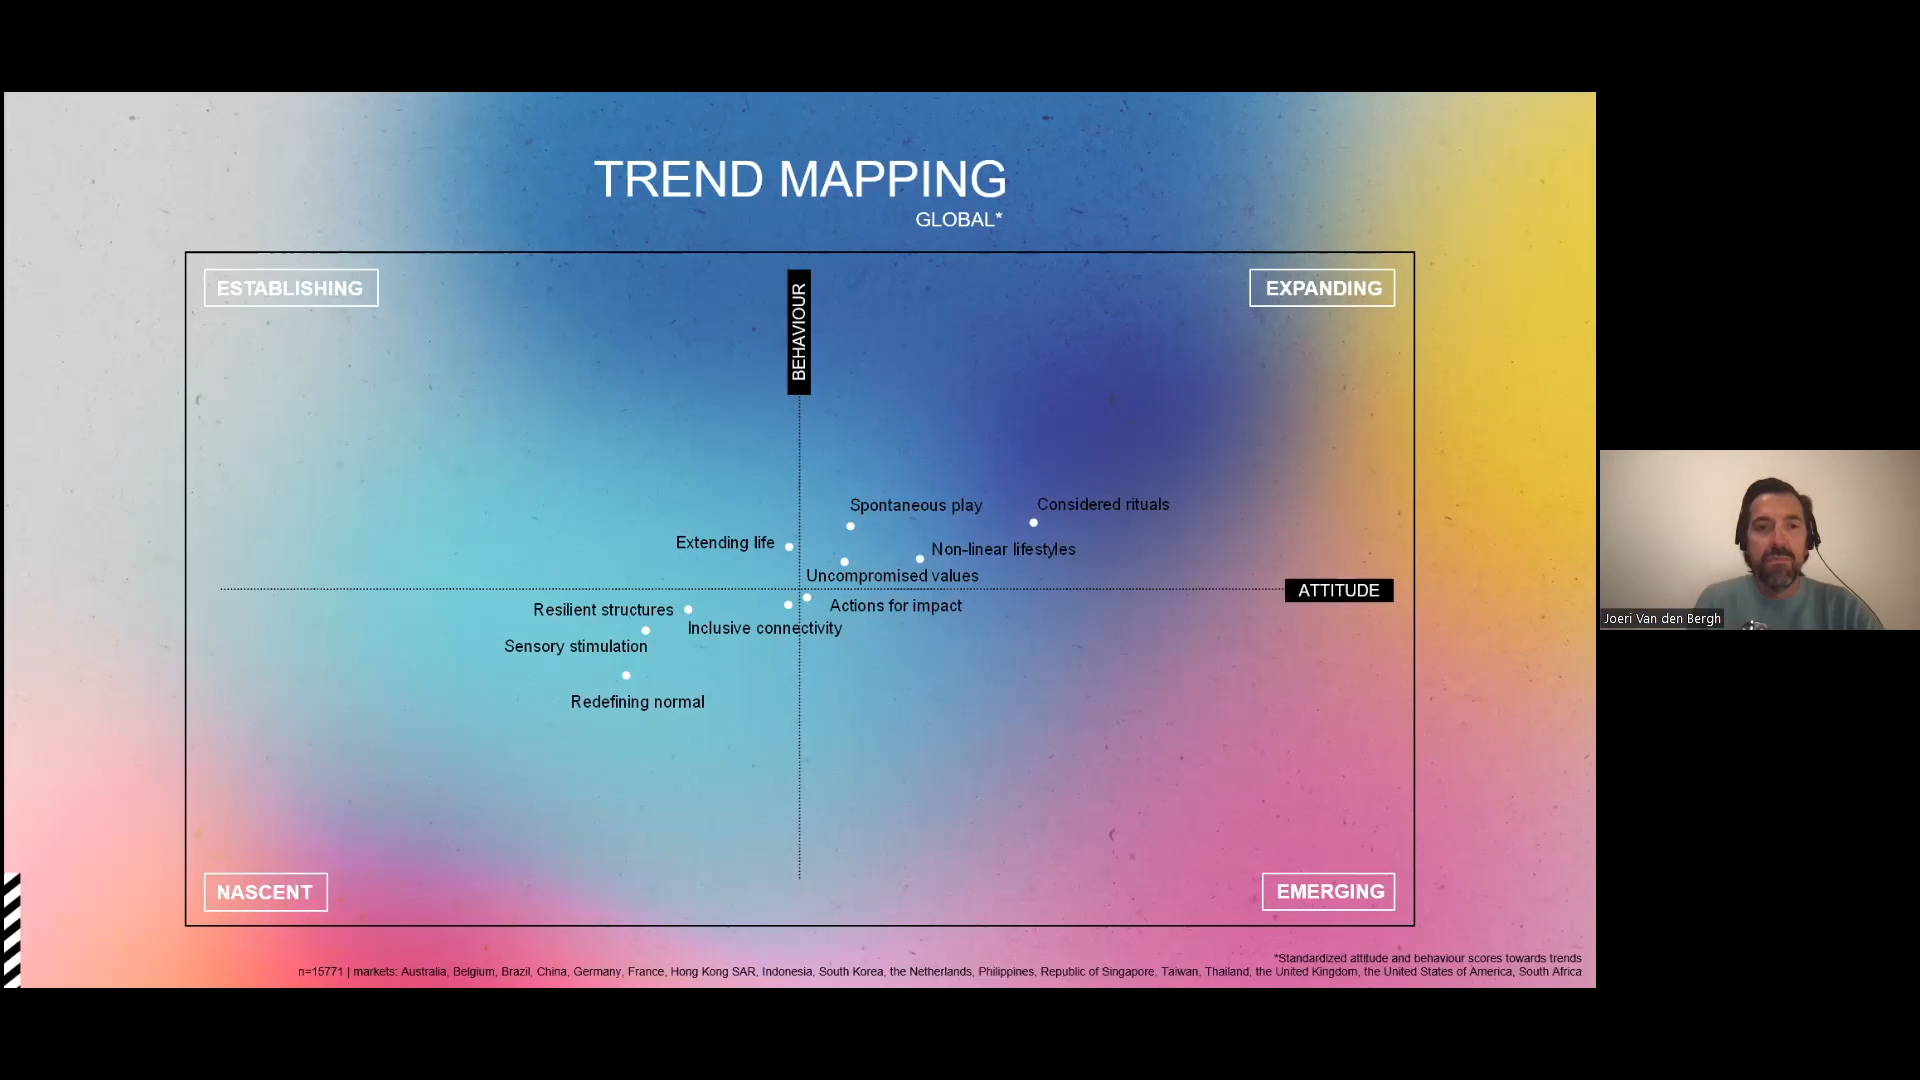 TREND MAPPING
GLOBAL*
ESTABLISHING
EXPANDING
BEHAVIOUR
Spontaneous play
Considered rituals
Extending life
Non-linear lifestyles
Uncompromised values
ATTITUDE
Resilient structures
Actions for impact
Inclusive connectivity
Sensory stimulation
Redefining normal
Joeri Van den Bergh
NASCENT
EMERGING
*Standardized attitude and behaviour scores towards trends
n=15771 | markets: Australia, Belgium, Brazil, China, Germany, France, Hong Kong SAR, Indonesia, South Korea, the Netherlands, Philippines, Republic of Singapore, Taiwan, Thailand, the United Kingdom, the United States of America, South Africa